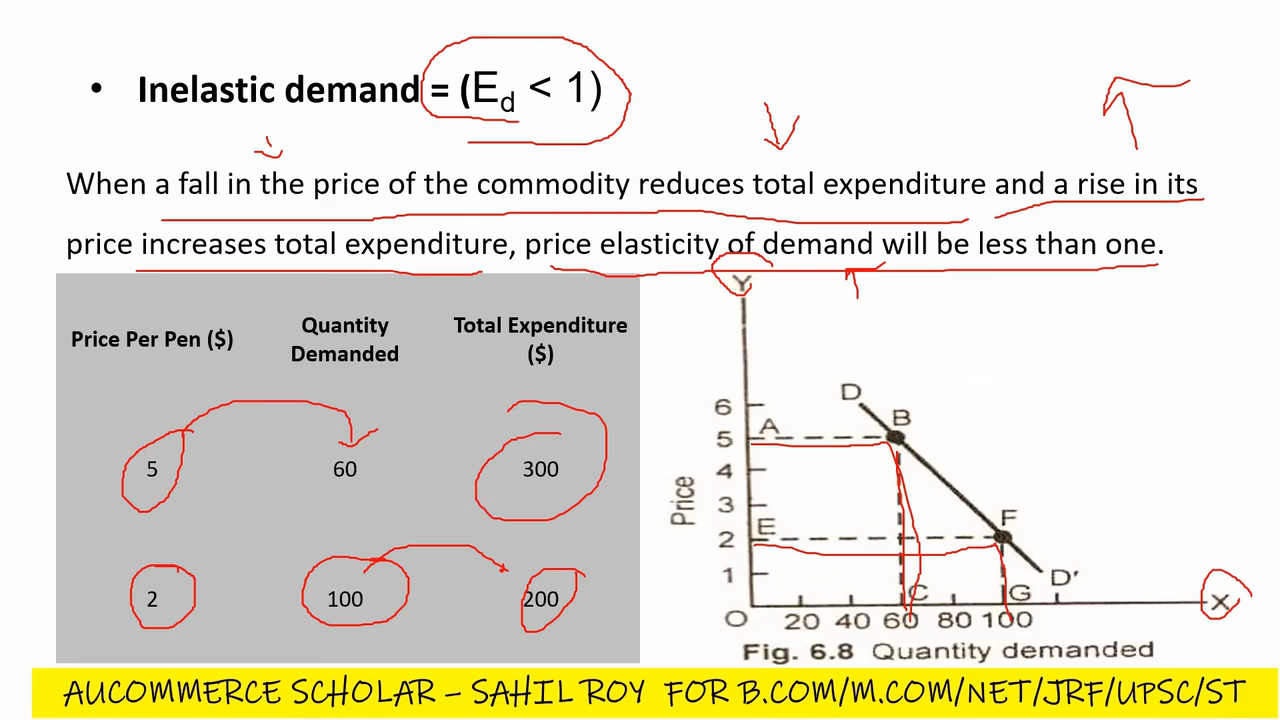 • Inelastic demand = (Ed < 1)
When a fall in the price of the commodity reduces total expenditure and a rise in its
price increases total expenditure, price elasticity of demand will be less than one.
Price Per Pen ($) Quantity Demanded Total Expenditure ($)
5 60 300
2 100 200
Y
D
6
B
A
5
4
Price
3
F
E
2
1
D'
C
G
X
O 20 40 60 80 100
Fig. 6.8 Quantity demanded
AUCOMMERCE SCHOLAR – SAHIL ROY FOR B.COM/M.COM/NET/JRF/UPSC/ST